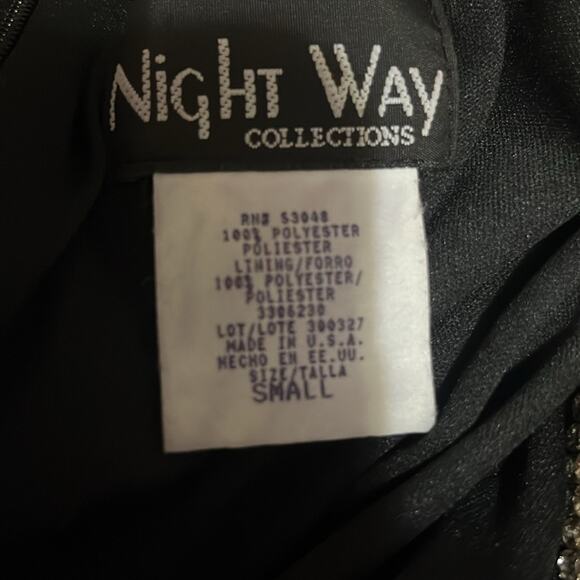 Night Way
COLLECTIONS
RN# 53048
100% POLYESTER
POLIESTER
LINING/FORRO
100% POLYESTER/
POLIESTER
3306230
LOT/LOTE 300327
MADE IN U.S.A.
HECHO EN EE.UU.
SIZE/TALLA
SMALL